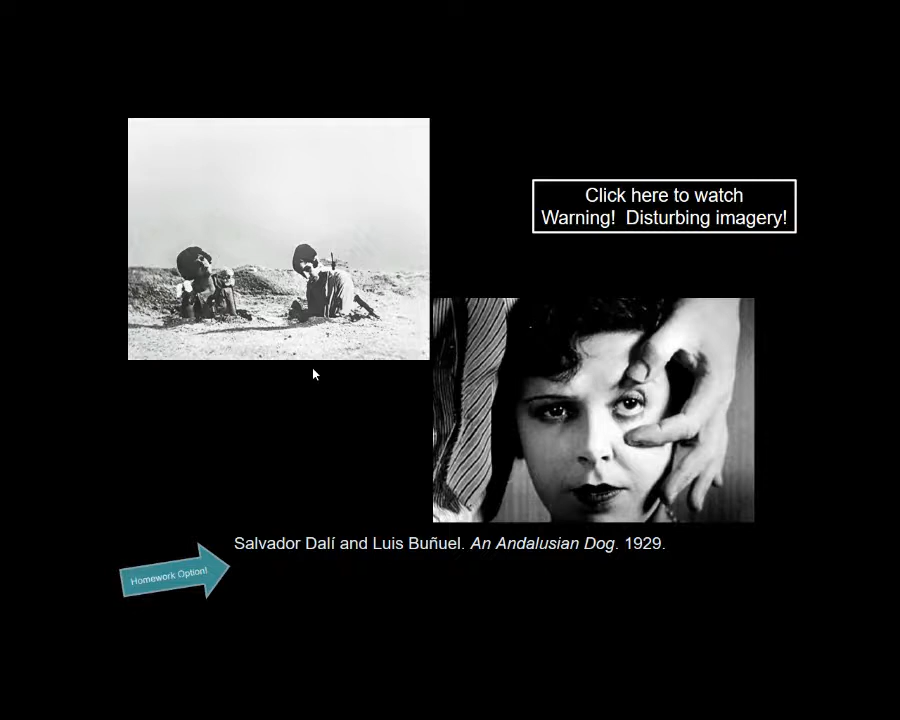 Click here to watch
Warning!  Disturbing imagery!
Salvador Dalí and Luis Buñuel. An Andalusian Dog. 1929.
Homework Option!